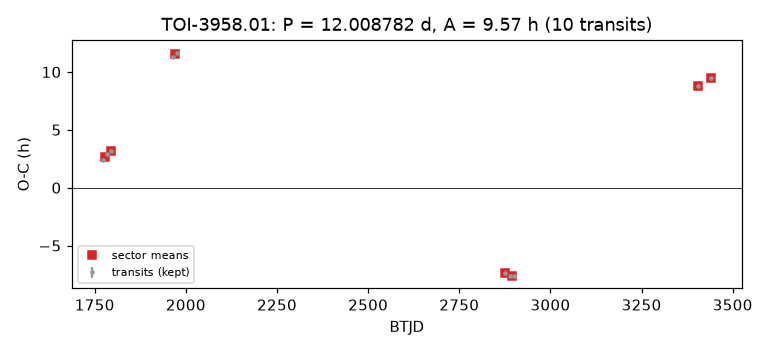 TOI-3958.01: P = 12.008782 d, A = 9.57 h (10 transits)
O-C (h)
10
5
0
−5
sector means
transits (kept)
1750
2000
2250
2500
2750
3000
3250
3500
BTJD